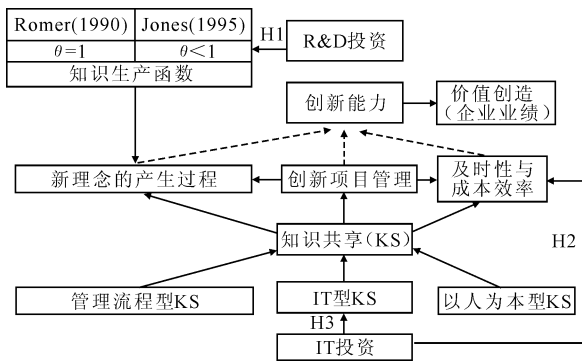 Romer(1990) Jones(1995)
θ=1 θ<1
知识生产函数
H1
R&D投资
创新能力
价值创造
(企业业绩)
新理念的产生过程
创新项目管理
及时性与
成本效率
知识共享(KS)
H2
管理流程型KS
IT型KS
以人为本型KS
H3
IT投资